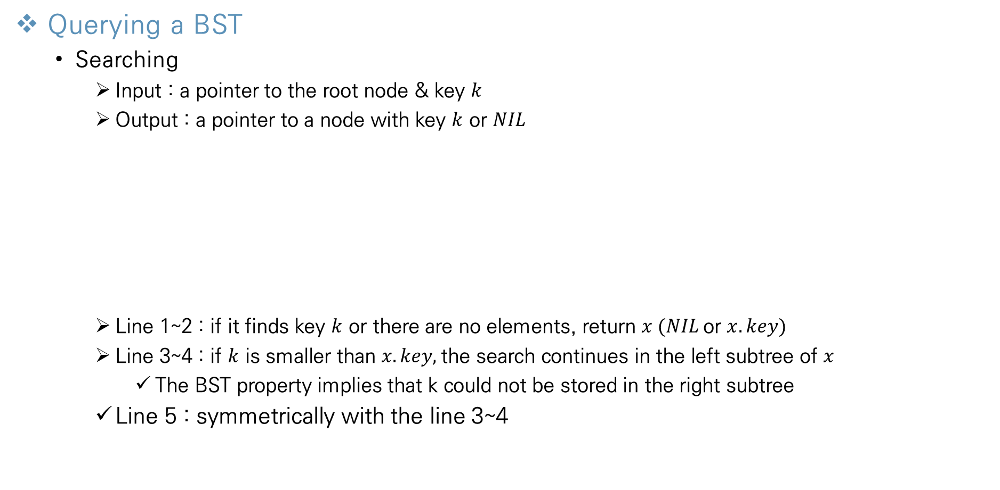 ❖ Querying a BST
• Searching
➢ Input : a pointer to the root node & key k
➢ Output : a pointer to a node with key k or NIL
➢ Line 1~2 : if it finds key k or there are no elements, return x (NIL or x.key)
➢ Line 3~4 : if k is smaller than x.key, the search continues in the left subtree of x
✓ The BST property implies that k could not be stored in the right subtree
✓ Line 5 : symmetrically with the line 3~4